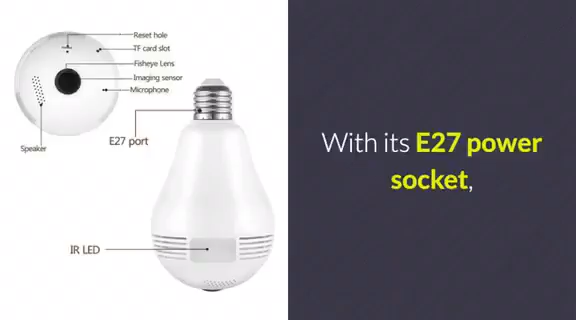 Reset hole
TF card slot
Fisheye Lens
Imaging sensor
Microphone
Speaker
E27 port
IR LED
With its E27 power
socket,